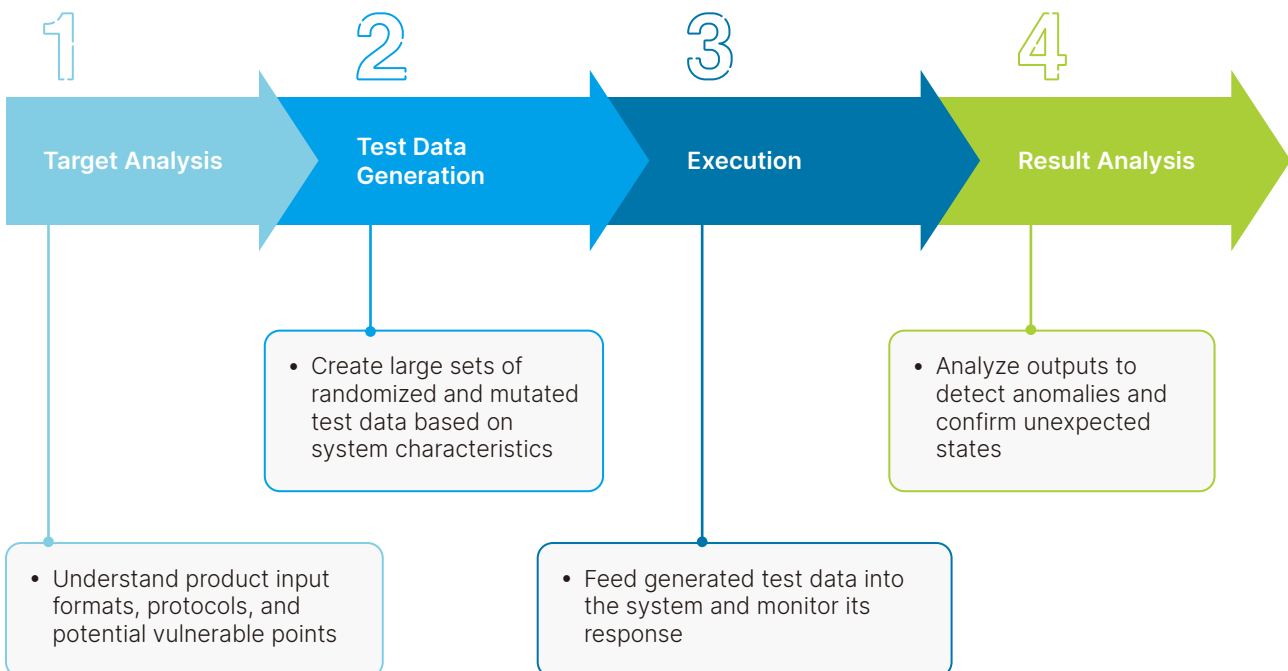 1
2
3
4
Target Analysis
Test Data
Generation
Execution
Result Analysis
• Create large sets of
randomized and mutated
test data based on
system characteristics
• Analyze outputs to
detect anomalies and
confirm unexpected
states
• Understand product input
formats, protocols, and
potential vulnerable points
• Feed generated test data into
the system and monitor its
response